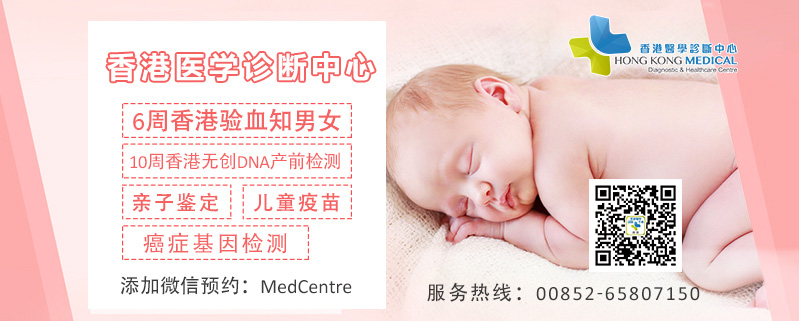 香港医学诊断中心
6周香港验血知男女
10周香港无创DNA产前检测
亲子鉴定
儿童疫苗
癌症基因检测
添加微信预约：MedCentre
香港醫學診斷中心
HONG KONG MEDICAL
Diagnostic & Healthcare Centre
服务热线：00852-65807150